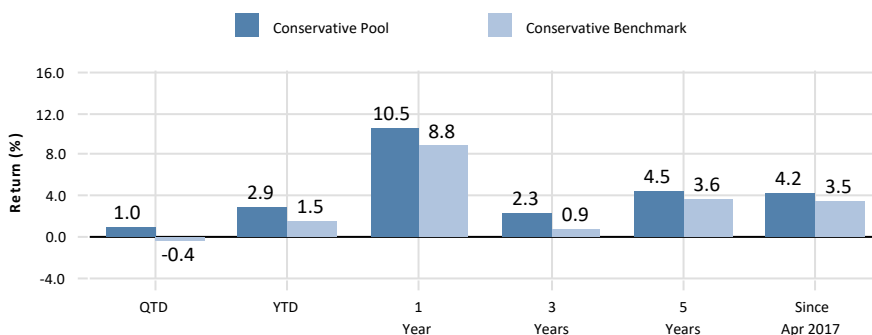 Conservative Pool
Conservative Benchmark
16.0
12.0
8.0
4.0
0.0
-4.0
Return (%)
1.0
-0.4
2.9
1.5
10.5
8.8
2.3
0.9
4.5
3.6
4.2
3.5
QTD
YTD
1
Year
3
Years
5
Years
Since
Apr 2017